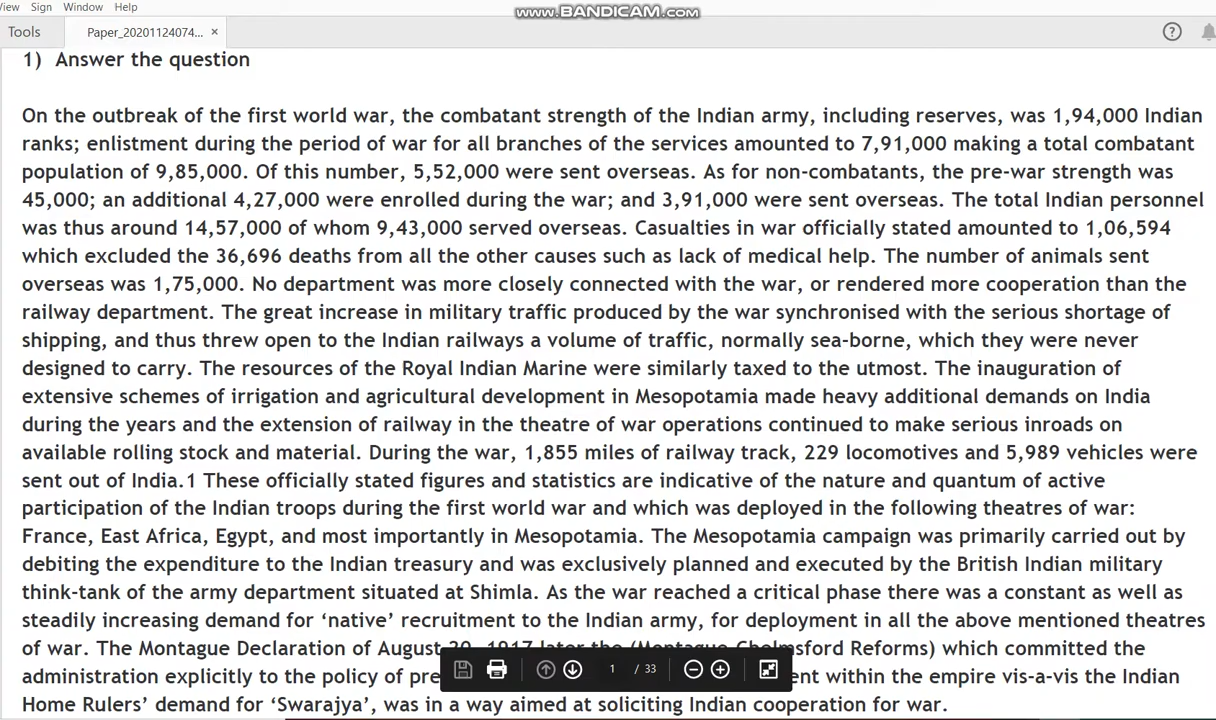 View Sign Window Help
www.BANDICAM.com
Tools
Paper_20201124074... ×
?
1) Answer the question
On the outbreak of the first world war, the combatant strength of the Indian army, including reserves, was 1,94,000 Indian
ranks; enlistment during the period of war for all branches of the services amounted to 7,91,000 making a total combatant
population of 9,85,000. Of this number, 5,52,000 were sent overseas. As for non-combatants, the pre-war strength was
45,000; an additional 4,27,000 were enrolled during the war; and 3,91,000 were sent overseas. The total Indian personnel
was thus around 14,57,000 of whom 9,43,000 served overseas. Casualties in war officially stated amounted to 1,06,594
which excluded the 36,696 deaths from all the other causes such as lack of medical help. The number of animals sent
overseas was 1,75,000. No department was more closely connected with the war, or rendered more cooperation than the
railway department. The great increase in military traffic produced by the war synchronised with the serious shortage of
shipping, and thus threw open to the Indian railways a volume of traffic, normally sea-borne, which they were never
designed to carry. The resources of the Royal Indian Marine were similarly taxed to the utmost. The inauguration of
extensive schemes of irrigation and agricultural development in Mesopotamia made heavy additional demands on India
during the years and the extension of railway in the theatre of war operations continued to make serious inroads on
available rolling stock and material. During the war, 1,855 miles of railway track, 229 locomotives and 5,989 vehicles were
sent out of India.1 These officially stated figures and statistics are indicative of the nature and quantum of active
participation of the Indian troops during the first world war and which was deployed in the following theatres of war:
France, East Africa, Egypt, and most importantly in Mesopotamia. The Mesopotamia campaign was primarily carried out by
debiting the expenditure to the Indian treasury and was exclusively planned and executed by the British Indian military
think-tank of the army department situated at Shimla. As the war reached a critical phase there was a constant as well as
steadily increasing demand for ‘native’ recruitment to the Indian army, for deployment in all the above mentioned theatres
of war. The Montague Declaration of August 20, 1917 later the (Montague Chelmsford Reforms) which committed the
administration explicitly to the policy of pre ent within the empire vis-a-vis the Indian
Home Rulers’ demand for ‘Swarajya’, was in a way aimed at soliciting Indian cooperation for war.
1 / 33